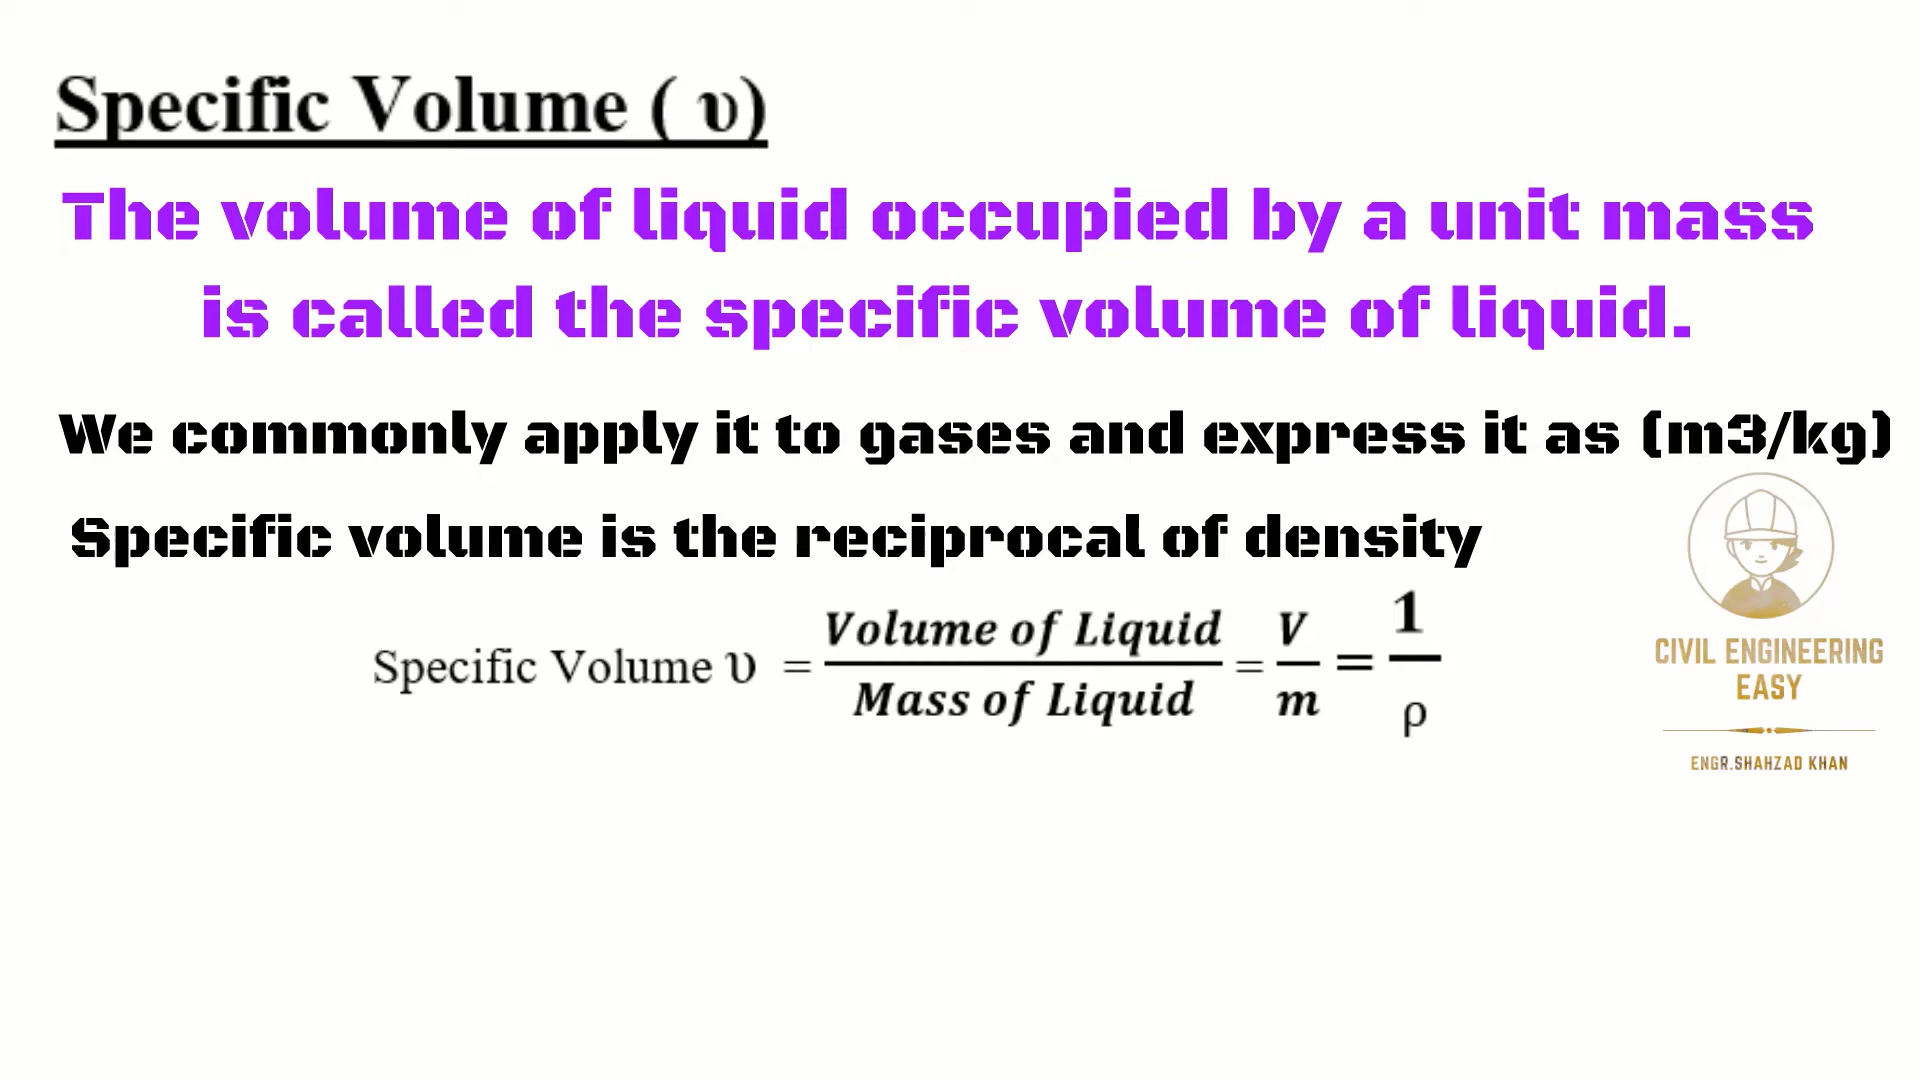 Specific Volume ( υ)
The volume of liquid occupied by a unit mass
is called the specific volume of liquid.
We commonly apply it to gases and express it as (m3/kg)
Specific volume is the reciprocal of density
Specific Volume υ = Volume of Liquid / Mass of Liquid = V / m = 1 / ρ
CIVIL ENGINEERING
EASY
ENGR.SHAHZAD KHAN